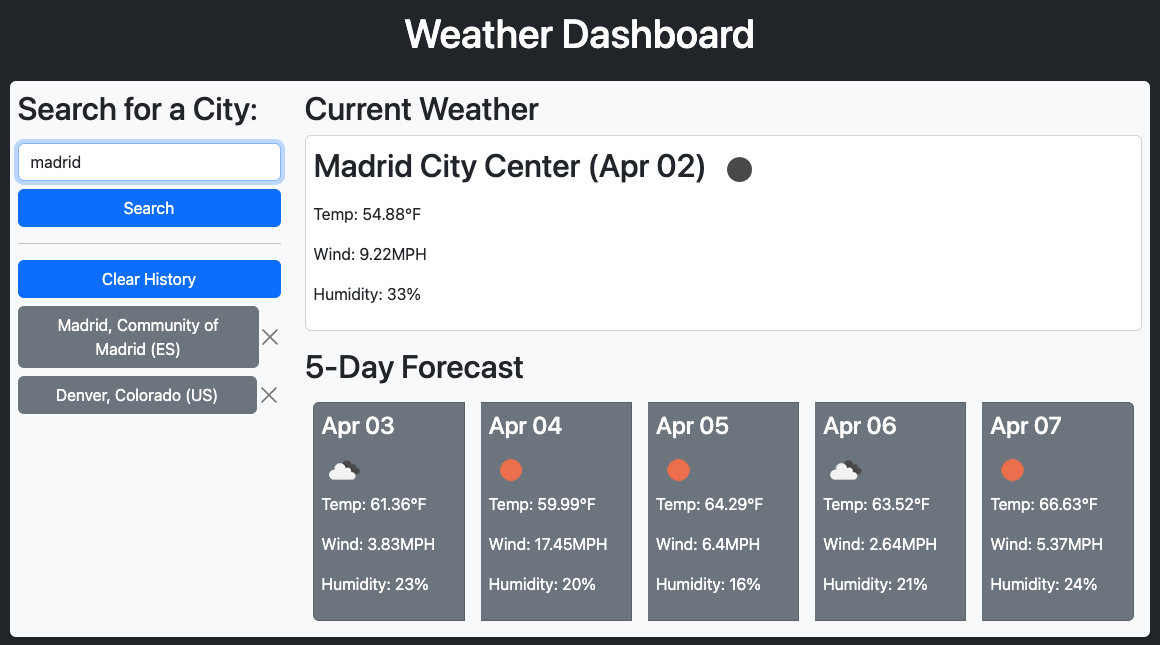 Weather Dashboard
Search for a City:
madrid
Search
Clear History
Madrid, Community of
Madrid (ES)
Denver, Colorado (US)
Current Weather
Madrid City Center (Apr 02)
Temp: 54.88°F
Wind: 9.22MPH
Humidity: 33%
5-Day Forecast
Apr 03
Temp: 61.36°F
Wind: 3.83MPH
Humidity: 23%
Apr 04
Temp: 59.99°F
Wind: 17.45MPH
Humidity: 20%
Apr 05
Temp: 64.29°F
Wind: 6.4MPH
Humidity: 16%
Apr 06
Temp: 63.52°F
Wind: 2.64MPH
Humidity: 21%
Apr 07
Temp: 66.63°F
Wind: 5.37MPH
Humidity: 24%